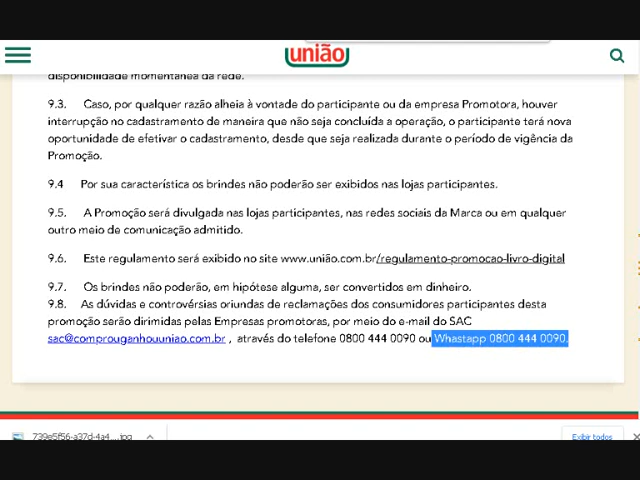 união
disponibilidade momentânea da rede.
9.3. Caso, por qualquer razão alheia à vontade do participante ou da empresa Promotora, houver
interrupção no cadastramento de maneira que não seja concluída a operação, o participante terá nova
oportunidade de efetivar o cadastramento, desde que seja realizada durante o período de vigência da
Promoção.
9.4 Por sua característica os brindes não poderão ser exibidos nas lojas participantes.
9.5. A Promoção será divulgada nas lojas participantes, nas redes sociais da Marca ou em qualquer
outro meio de comunicação admitido.
9.6. Este regulamento será exibido no site www.união.com.br/regulamento-promocao-livro-digital
9.7. Os brindes não poderão, em hipótese alguma, ser convertidos em dinheiro.
9.8. As dúvidas e controvérsias oriundas de reclamações dos consumidores participantes desta
promoção serão dirimidas pelas Empresas promotoras, por meio do e-mail do SAC
sac@comprouganhouuniao.com.br , através do telefone 0800 444 0090 ou Whastapp 0800 444 0090.
739e5f56-a37d-4a4....jpg
Exibir todos